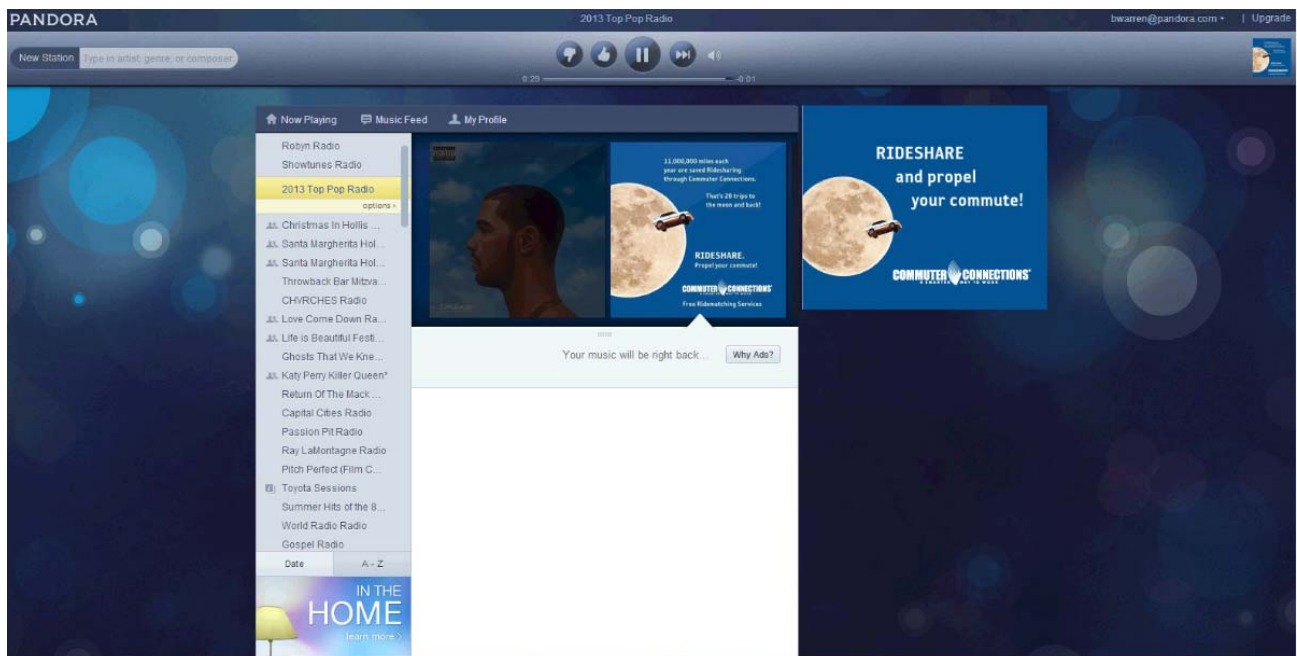 PANDORA
2013 Top Pop Radio
bwarren@pandora.com
| Upgrade
New Station
Type in artist, genre, or composer
0:29
-0:01
Now Playing
Music Feed
My Profile
Robyn Radio
Showtunes Radio
2013 Top Pop Radio
options
Christmas In Hollis ...
Santa Margherita Hol...
Santa Margherita Hol...
Throwback Bar Mitzva...
CHVRCHES Radio
Love Come Down Ra...
Life is Beautiful Festi...
Ghosts That We Kne...
Katy Perry Killer Queen*
Return Of The Mack ...
Capital Cities Radio
Passion Pit Radio
Ray LaMontagne Radio
Pitch Perfect (Film C...
Toyota Sessions
Summer Hits of the 8...
World Radio Radio
Gospel Radio
Date
A - Z
IN THE
HOME
learn more >
11,000,000 miles each
year are saved Ridesharing
through Commuter Connections.
That's 20 trips to
the moon and back!
RIDESHARE.
Propel your commute!
COMMUTER CONNECTIONS
Free Ridematching Services
Your music will be right back...
Why Ads?
RIDESHARE
and propel
your commute!
COMMUTER CONNECTIONS
A SMARTER WAY TO WORK